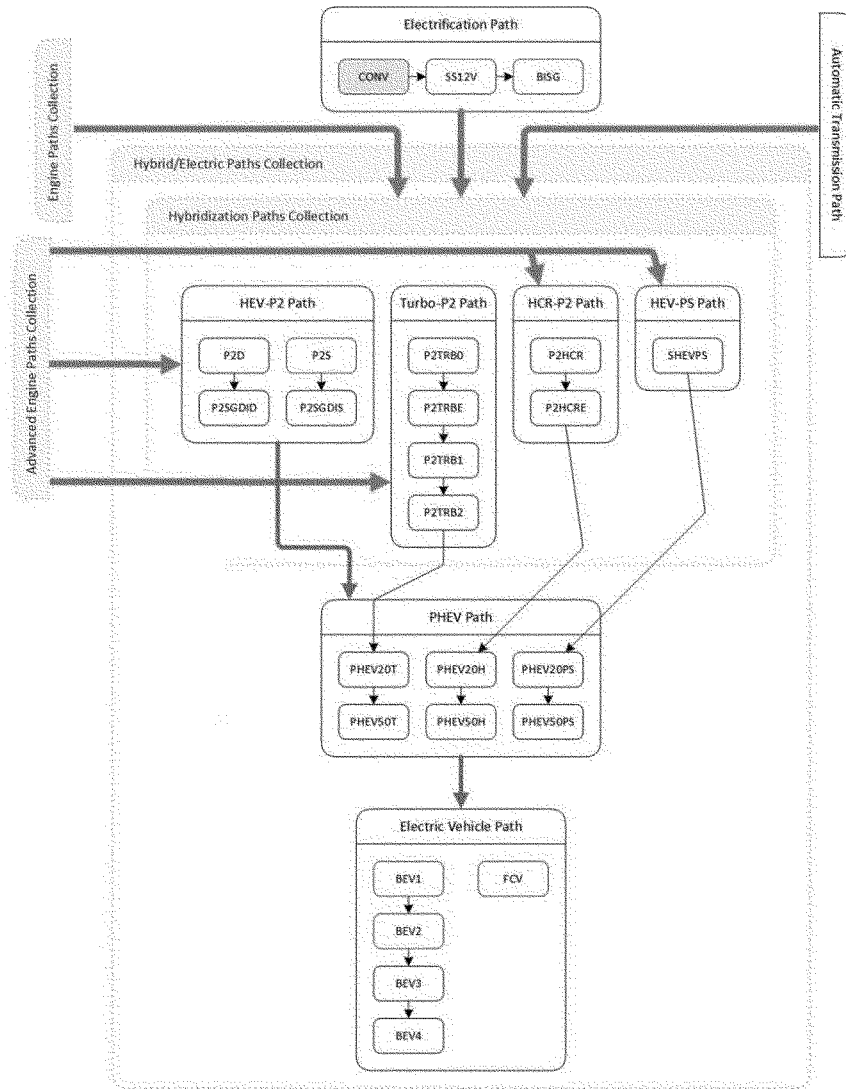 Electrification Path
CONV
SS12V
BISG
Engine Paths Collection
Automatic Transmission Path
Hybrid/Electric Paths Collection
Hybridization Paths Collection
Advanced Engine Paths Collection
HEV-P2 Path
Turbo-P2 Path
HCR-P2 Path
HEV-PS Path
P2D
P2S
P2TRB0
P2HCR
SHEVPS
P2SGDID
P2SGDIS
P2TRBE
P2HCRE
P2TRB1
P2TRB2
PHEV Path
PHEV20T
PHEV20H
PHEV20PS
PHEV50T
PHEV50H
PHEV50PS
Electric Vehicle Path
BEV1
FCV
BEV2
BEV3
BEV4